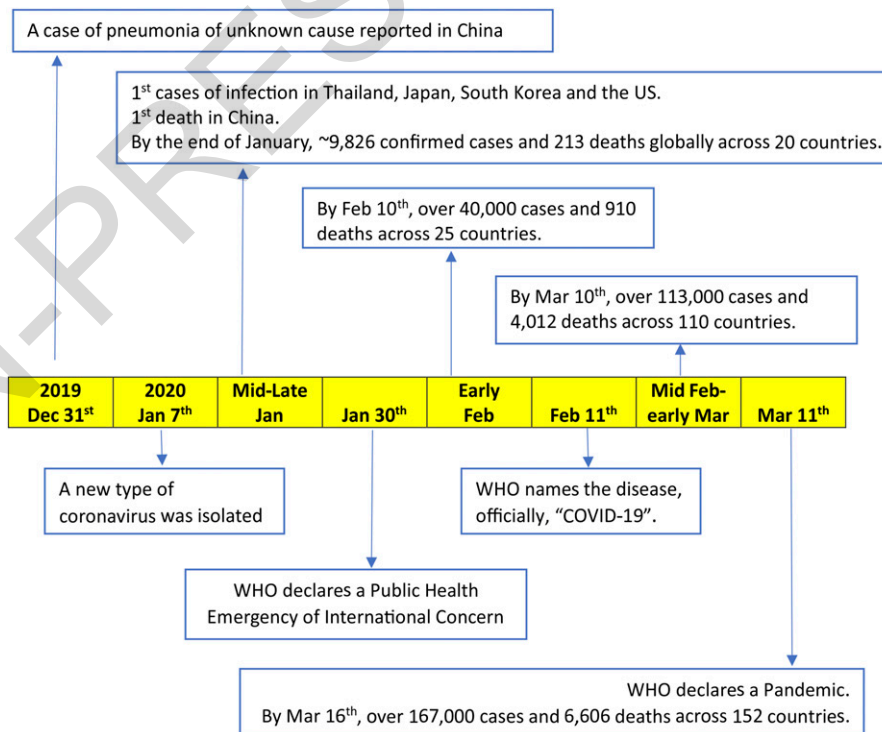 A case of pneumonia of unknown cause reported in China
1st cases of infection in Thailand, Japan, South Korea and the US.
1st death in China.
By the end of January, ~9,826 confirmed cases and 213 deaths globally across 20 countries.
By Feb 10th, over 40,000 cases and 910
deaths across 25 countries.
By Mar 10th, over 113,000 cases and
4,012 deaths across 110 countries.
2019
Dec 31st
2020
Jan 7th
Mid-Late
Jan
Jan 30th
Early
Feb
Feb 11th
Mid Feb-
early Mar
Mar 11th
A new type of
coronavirus was isolated
WHO names the disease,
officially, “COVID-19”.
WHO declares a Public Health
Emergency of International Concern
WHO declares a Pandemic.
By Mar 16th, over 167,000 cases and 6,606 deaths across 152 countries.